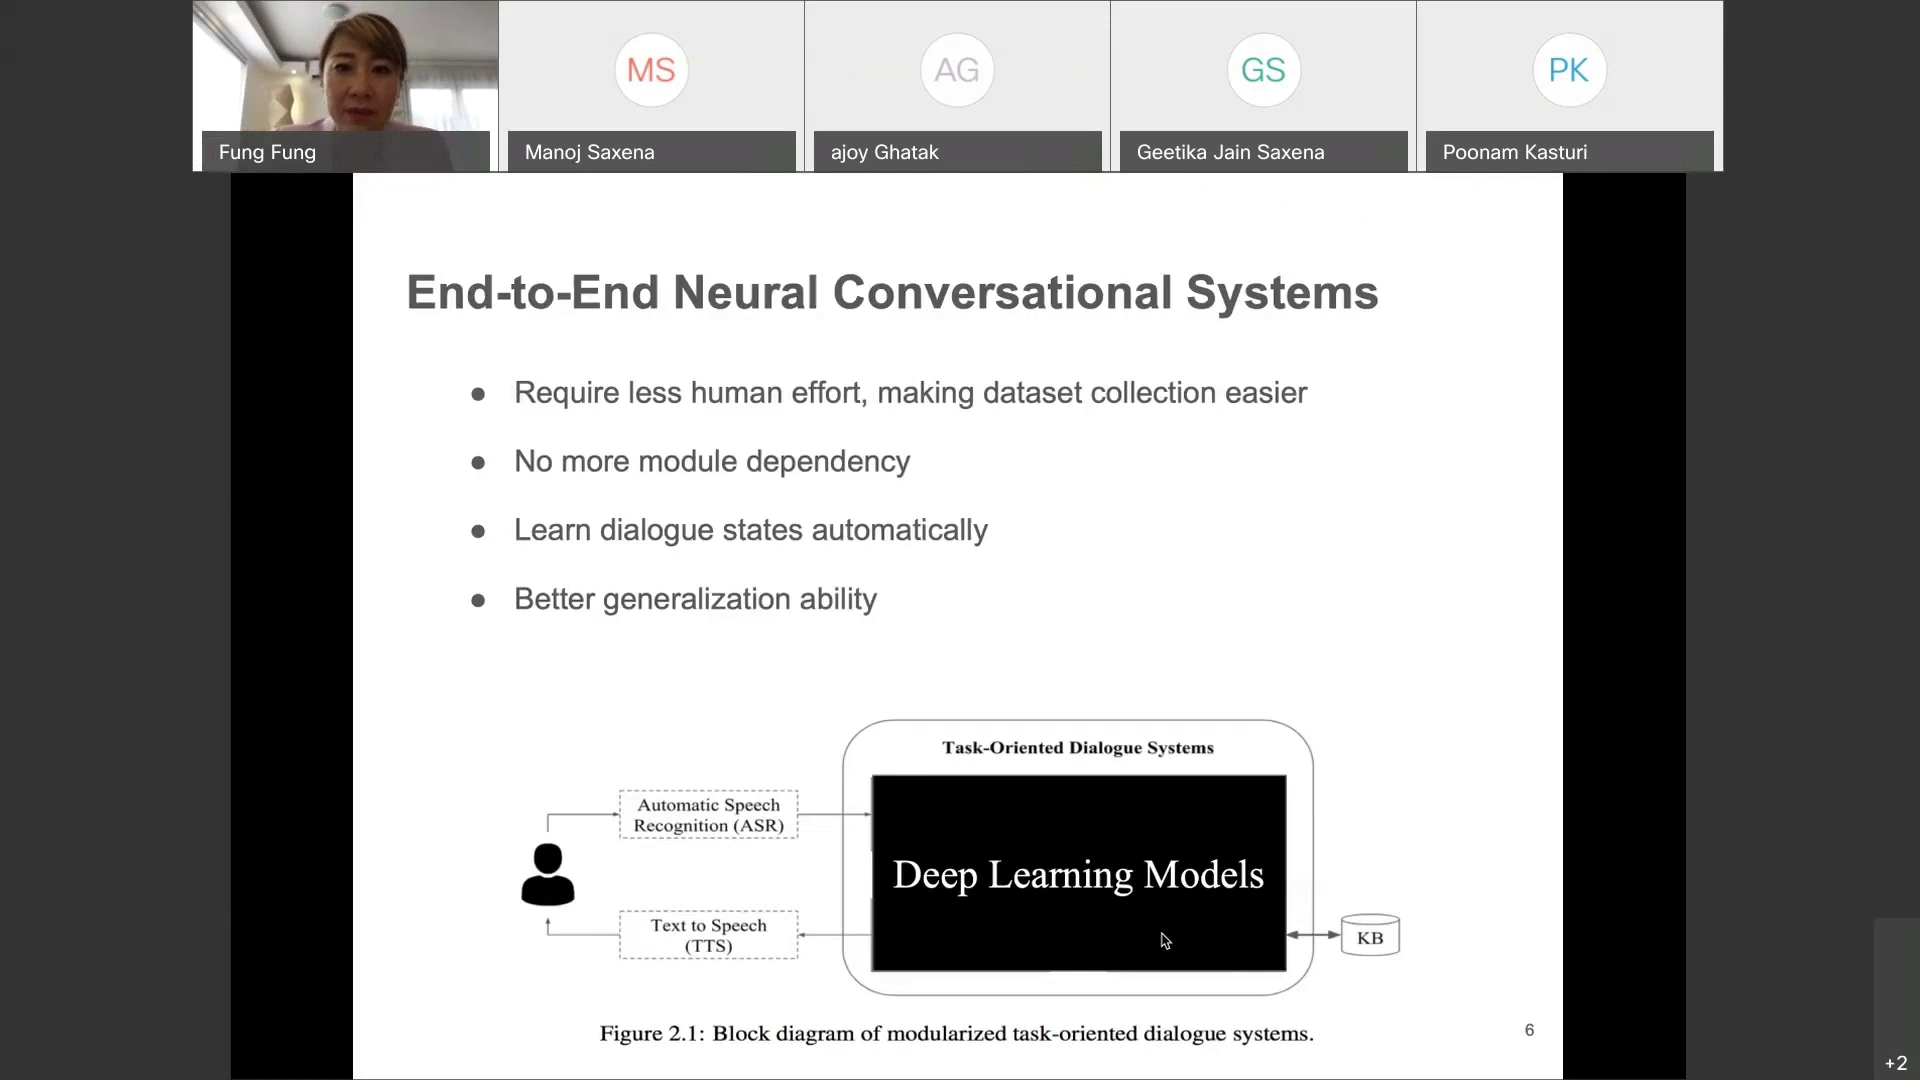 MS
AG
GS
PK
Fung Fung
Manoj Saxena
ajoy Ghatak
Geetika Jain Saxena
Poonam Kasturi
End-to-End Neural Conversational Systems
● Require less human effort, making dataset collection easier
● No more module dependency
● Learn dialogue states automatically
● Better generalization ability
Task-Oriented Dialogue Systems
Automatic Speech
Recognition (ASR)
Deep Learning Models
Text to Speech
(TTS)
KB
Figure 2.1: Block diagram of modularized task-oriented dialogue systems.
6
+2